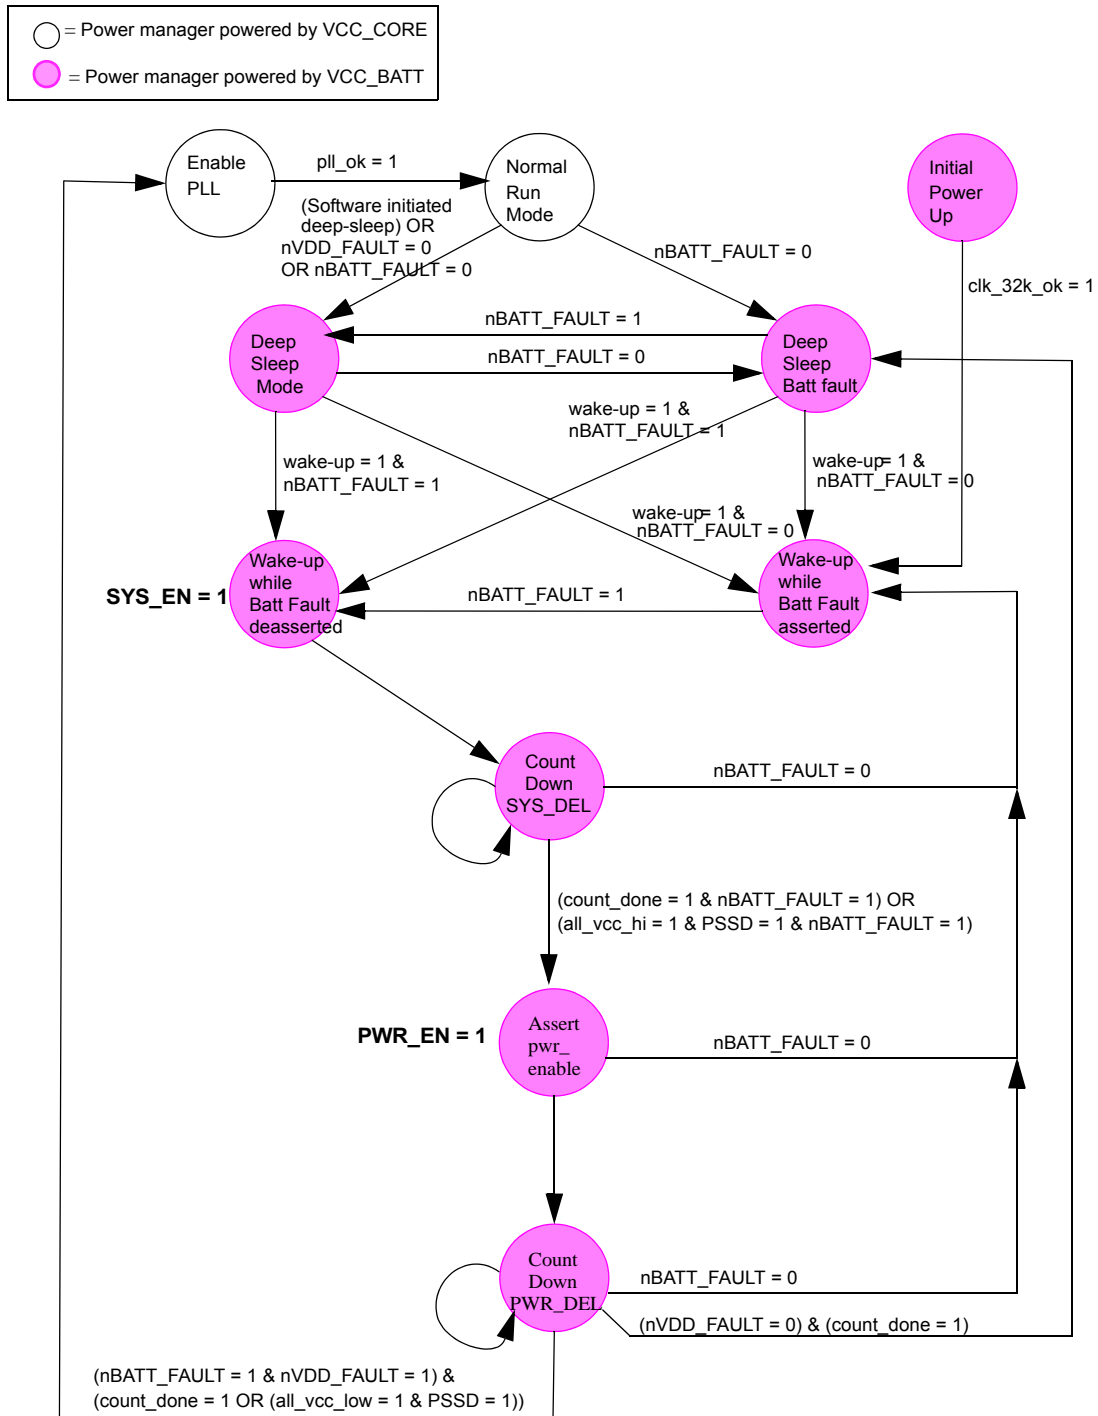 = Power manager powered by VCC_CORE
= Power manager powered by VCC_BATT
Enable
PLL
pll_ok = 1
Normal
Run
Mode
Initial
Power
Up
(Software initiated
deep-sleep) OR
nVDD_FAULT = 0
OR nBATT_FAULT = 0
nBATT_FAULT = 0
clk_32k_ok = 1
Deep
Sleep
Mode
nBATT_FAULT = 1
nBATT_FAULT = 0
Deep
Sleep
Batt fault
wake-up = 1 &
nBATT_FAULT = 1
wake-up = 1 &
nBATT_FAULT = 1
wake-up= 1 &
nBATT_FAULT = 0
wake-up= 1 &
nBATT_FAULT = 0
SYS_EN = 1
Wake-up
while
Batt Fault
deasserted
nBATT_FAULT = 1
Wake-up
while
Batt Fault
asserted
Count
Down
SYS_DEL
nBATT_FAULT = 0
(count_done = 1 & nBATT_FAULT = 1) OR
(all_vcc_hi = 1 & PSSD = 1 & nBATT_FAULT = 1)
PWR_EN = 1
Assert
pwr_
enable
nBATT_FAULT = 0
Count
Down
PWR_DEL
nBATT_FAULT = 0
(nVDD_FAULT = 0) & (count_done = 1)
(nBATT_FAULT = 1 & nVDD_FAULT = 1) &
(count_done = 1 OR (all_vcc_low = 1 & PSSD = 1))